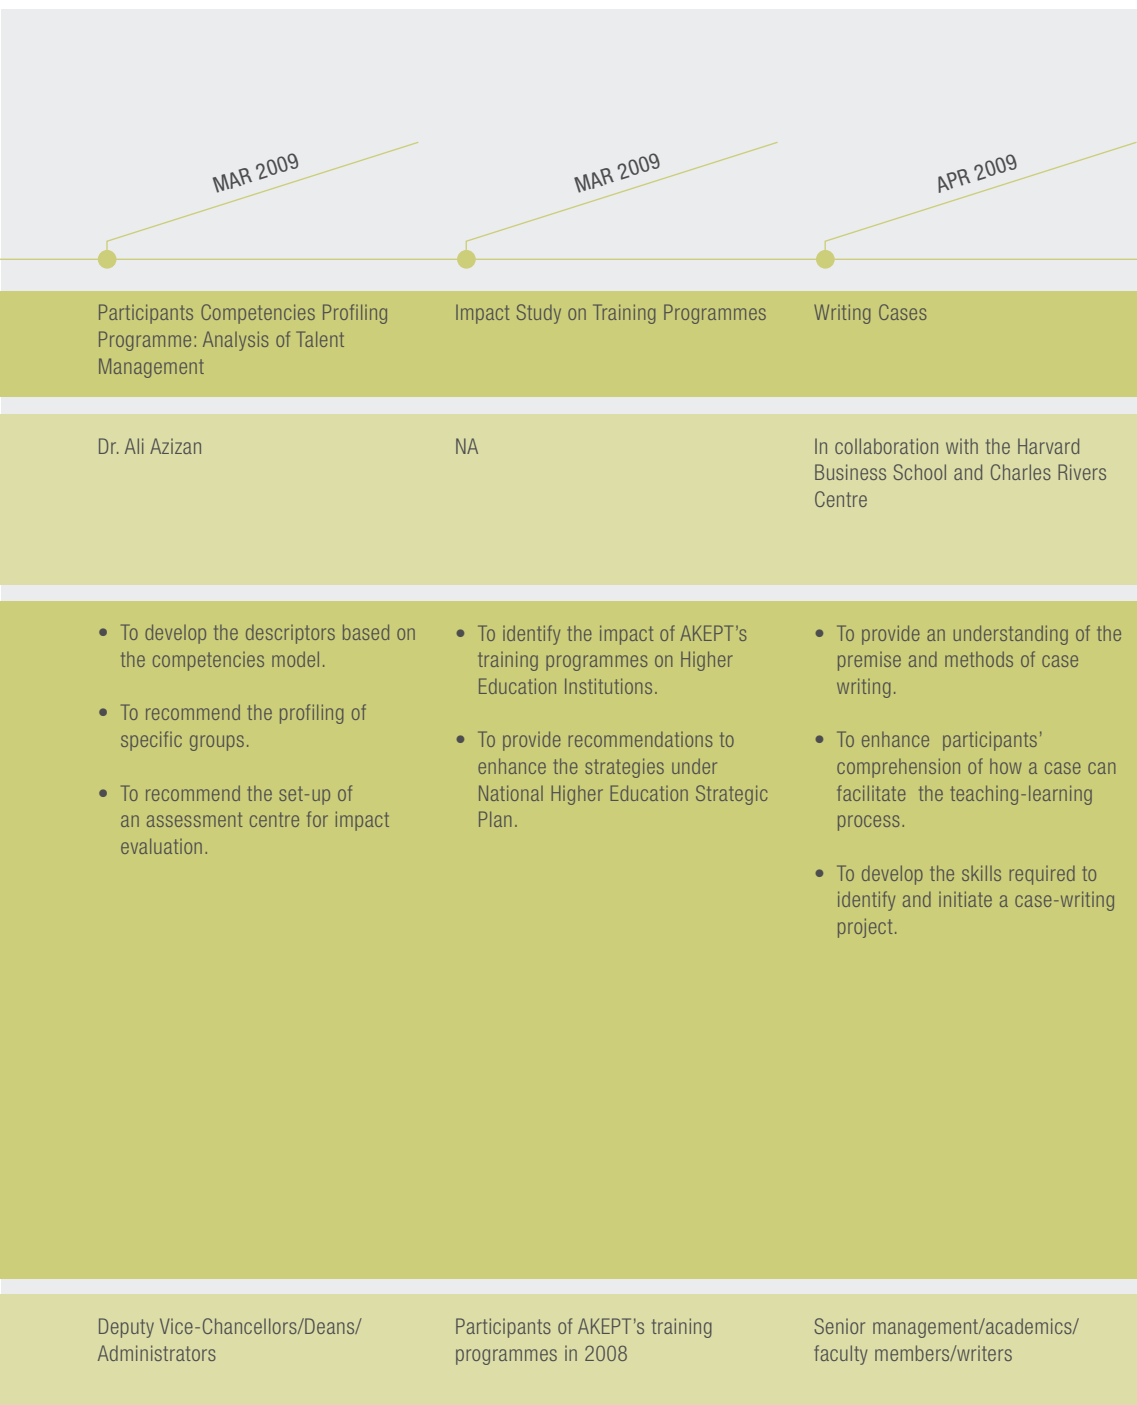 MAR 2009
MAR 2009
APR 2009
Participants Competencies Profiling
Programme: Analysis of Talent
Management
Impact Study on Training Programmes
Writing Cases
Dr. Ali Azizan
NA
In collaboration with the Harvard
Business School and Charles Rivers
Centre
• To develop the descriptors based on
the competencies model.
• To recommend the profiling of
specific groups.
• To recommend the set-up of
an assessment centre for impact
evaluation.
• To identify the impact of AKEPT's
training programmes on Higher
Education Institutions.
• To provide recommendations to
enhance the strategies under
National Higher Education Strategic
Plan.
• To provide an understanding of the
premise and methods of case
writing.
• To enhance participants'
comprehension of how a case can
facilitate the teaching-learning
process.
• To develop the skills required to
identify and initiate a case-writing
project.
Deputy Vice-Chancellors/Deans/
Administrators
Participants of AKEPT's training
programmes in 2008
Senior management/academics/
faculty members/writers